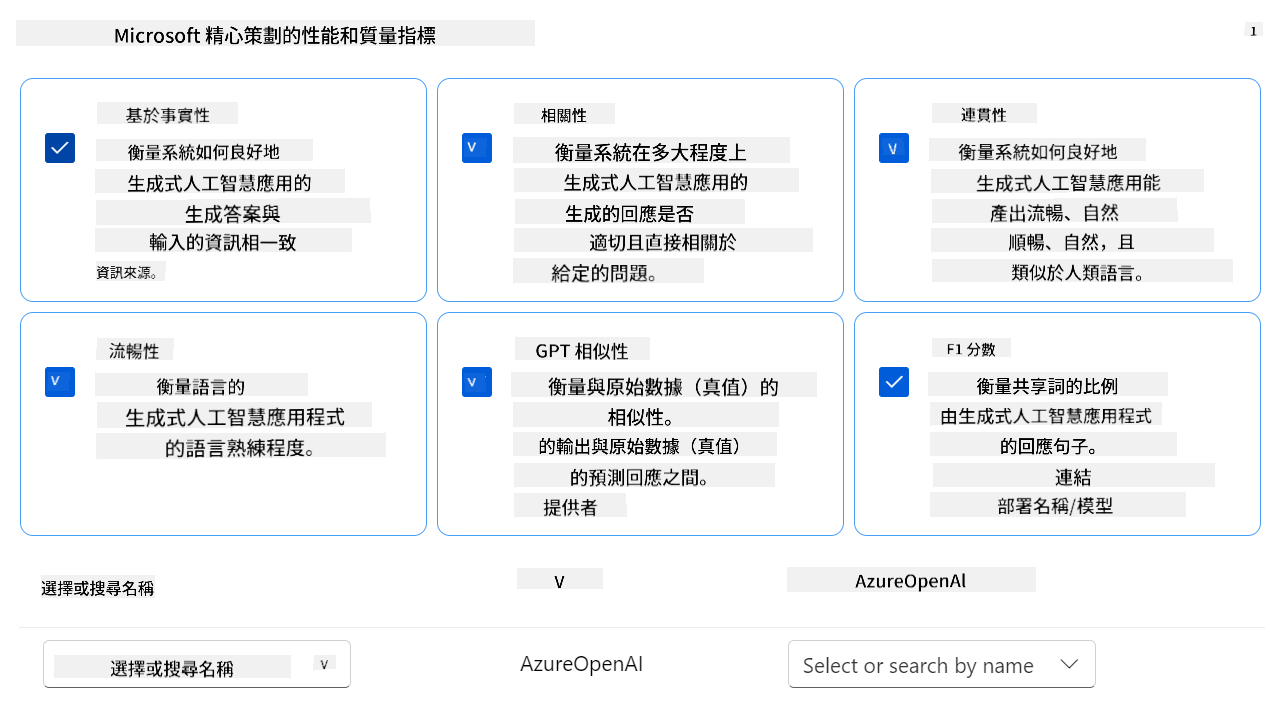 Microsoft 精心策劃的性能和質量指標
1
基於事實性
衡量系統如何良好地
生成式人工智慧應用的
生成答案與
輸入的資訊相一致
資訊來源。
V
相關性
衡量系統在多大程度上
生成式人工智慧應用的
生成的回應是否
適切且直接相關於
給定的問題。
V
連貫性
衡量系統如何良好地
生成式人工智慧應用能
產出流暢、自然
順暢、自然，且
類似於人類語言。
V
流暢性
衡量語言的
生成式人工智慧應用程式
的語言熟練程度。
V
GPT 相似性
衡量與原始數據（真值）的
相似性。
的輸出與原始數據（真值）
的預測回應之間。
提供者
F1 分數
衡量共享詞的比例
由生成式人工智慧應用程式
的回應句子。
連結
部署名稱/模型
選擇或搜尋名稱
V
AzureOpenAl
選擇或搜尋名稱 V
AzureOpenAI
Select or search by name